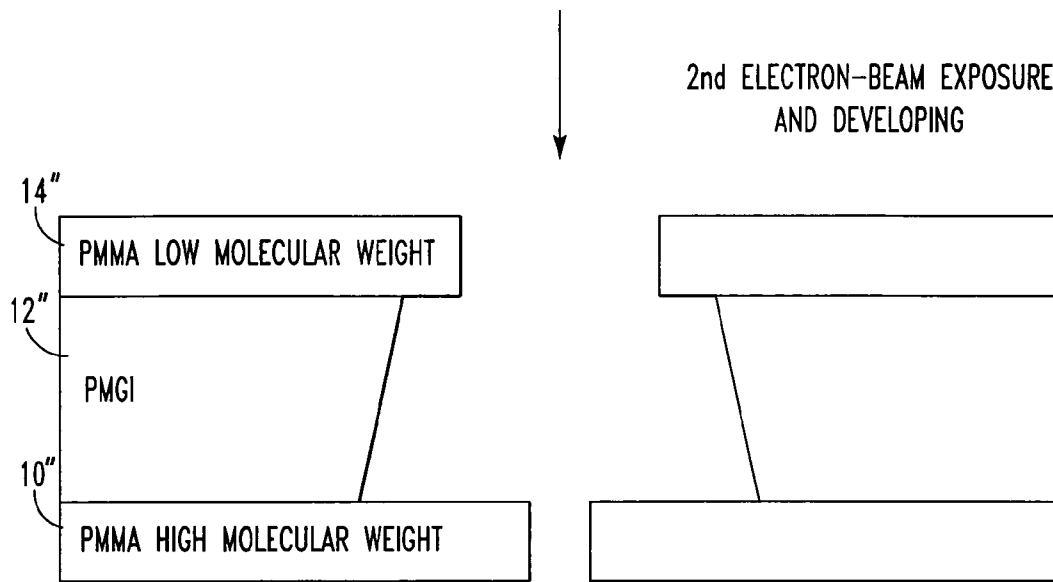 2nd ELECTRON-BEAM EXPOSURE
AND DEVELOPING
14"
PMMA LOW MOLECULAR WEIGHT
12"
PMGI
10"
PMMA HIGH MOLECULAR WEIGHT